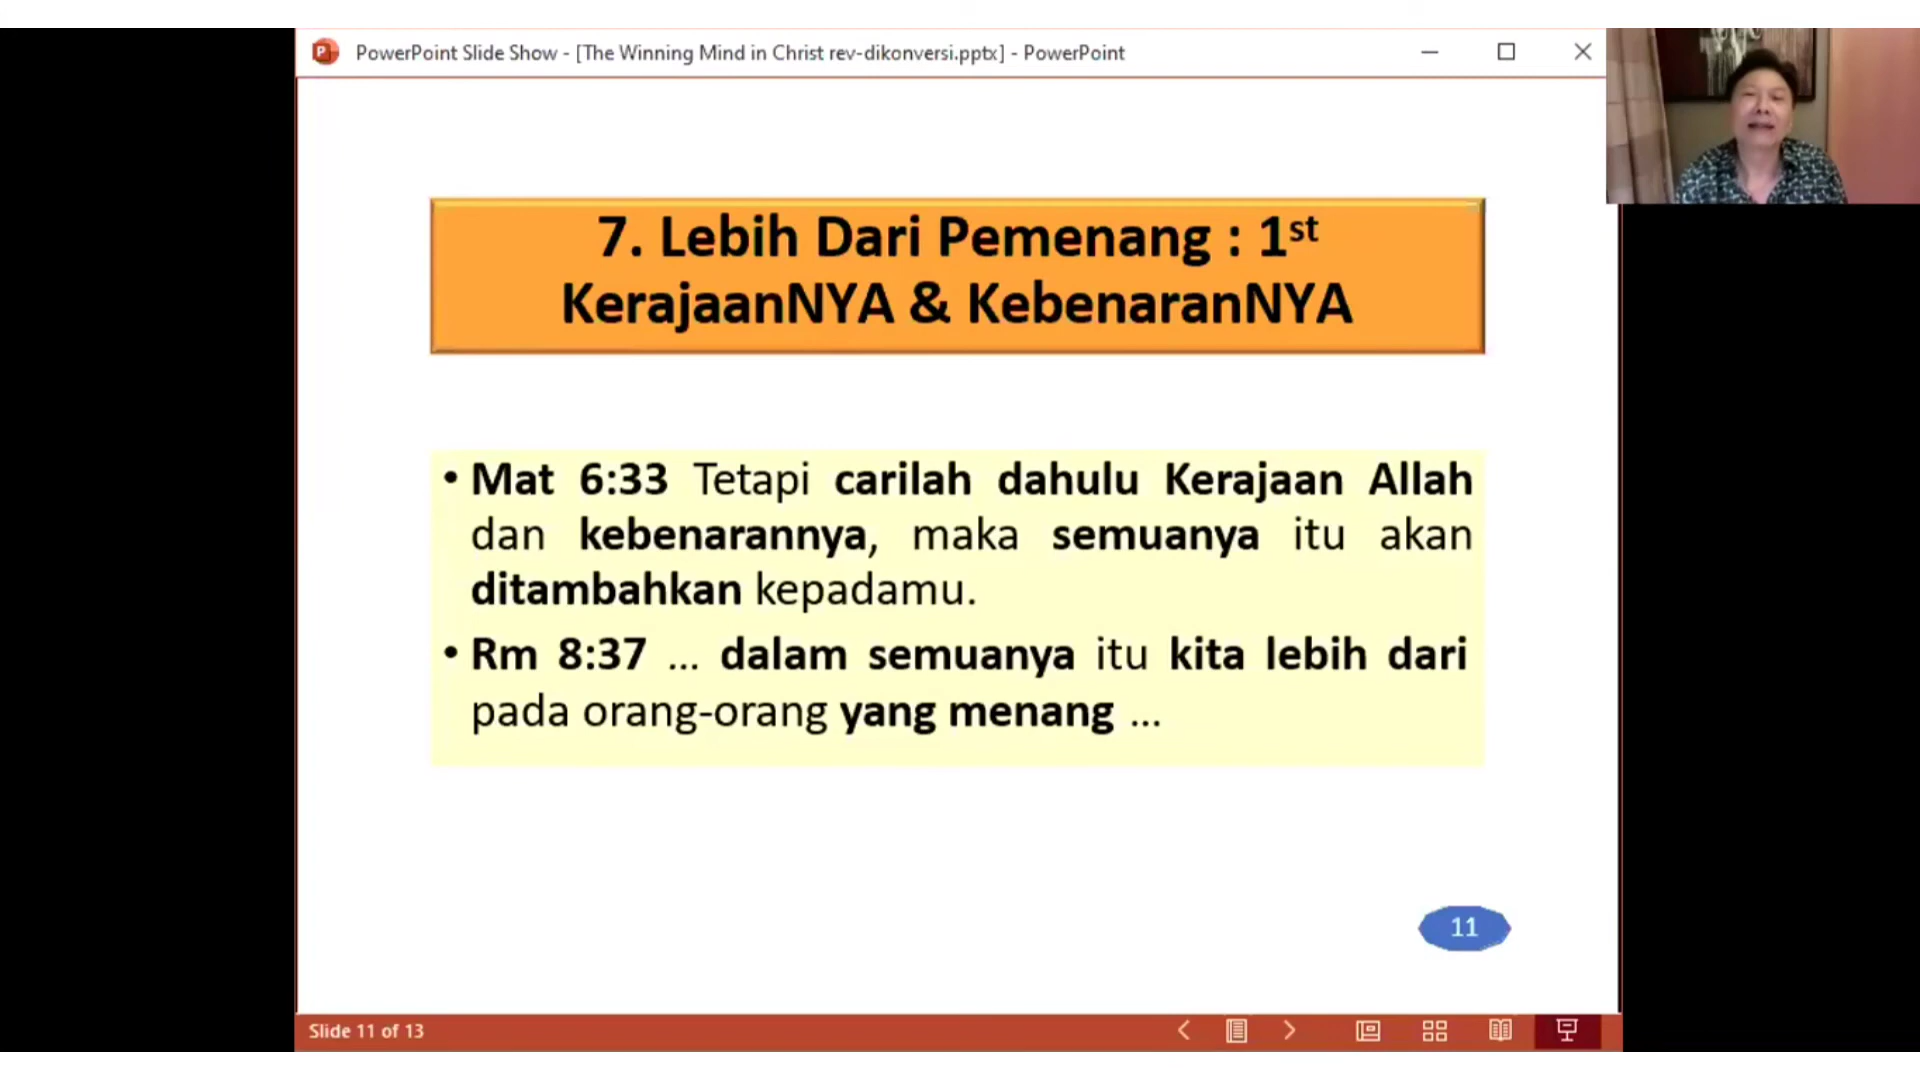 PowerPoint Slide Show - [The Winning Mind in Christ rev-dikonversi.pptx] - PowerPoint
7. Lebih Dari Pemenang : 1st
KerajaanNYA & KebenaranNYA
• Mat 6:33 Tetapi carilah dahulu Kerajaan Allah
dan kebenarannya, maka semuanya itu akan
ditambahkan kepadamu.
• Rm 8:37 ... dalam semuanya itu kita lebih dari
pada orang-orang yang menang ...
11
Slide 11 of 13